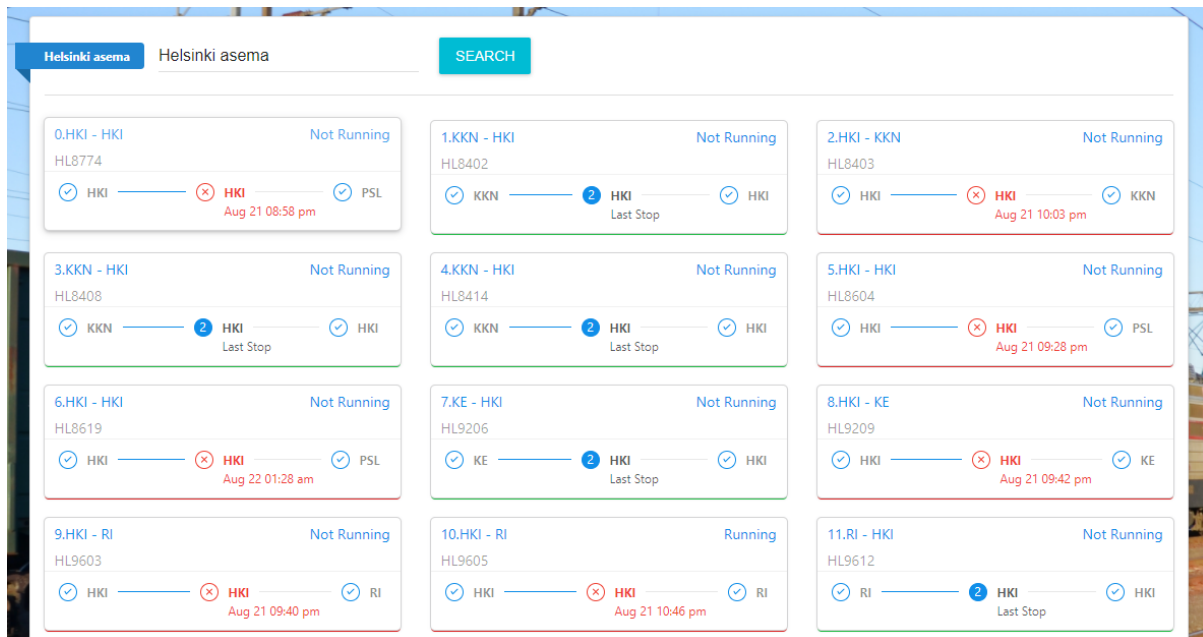 Helsinki asema Helsinki asema SEARCH
0.HKI - HKI Not Running
HL8774
HKI HKI PSL
Aug 21 08:58 pm
1.KKN - HKI Not Running
HL8402
KKN 2 HKI HKI
Last Stop
2.HKI - KKN Not Running
HL8403
HKI HKI KKN
Aug 21 10:03 pm
3.KKN - HKI Not Running
HL8408
KKN 2 HKI HKI
Last Stop
4.KKN - HKI Not Running
HL8414
KKN 2 HKI HKI
Last Stop
5.HKI - HKI Not Running
HL8604
HKI HKI PSL
Aug 21 09:28 pm
6.HKI - HKI Not Running
HL8619
HKI HKI PSL
Aug 22 01:28 am
7.KE - HKI Not Running
HL9206
KE 2 HKI HKI
Last Stop
8.HKI - KE Not Running
HL9209
HKI HKI KE
Aug 21 09:42 pm
9.HKI - RI Not Running
HL9603
HKI HKI RI
Aug 21 09:40 pm
10.HKI - RI Running
HL9605
HKI HKI RI
Aug 21 10:46 pm
11.RI - HKI Not Running
HL9612
RI 2 HKI HKI
Last Stop